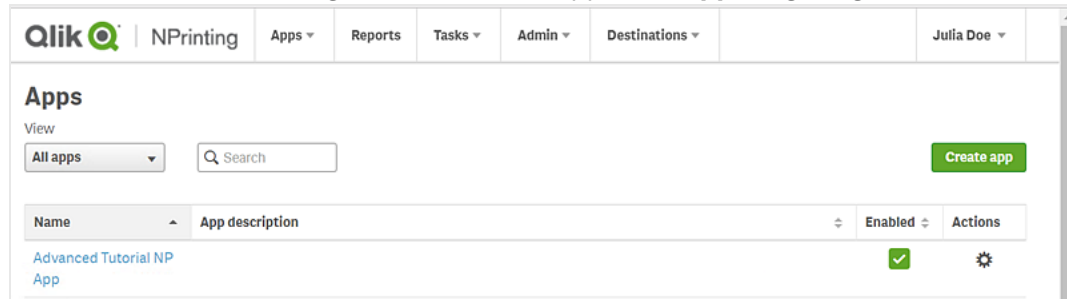 Qlik NPrinting Apps Reports Tasks Admin Destinations Julia Doe
Apps
View
All apps Search Create app
Name App description Enabled Actions
Advanced Tutorial NP
App